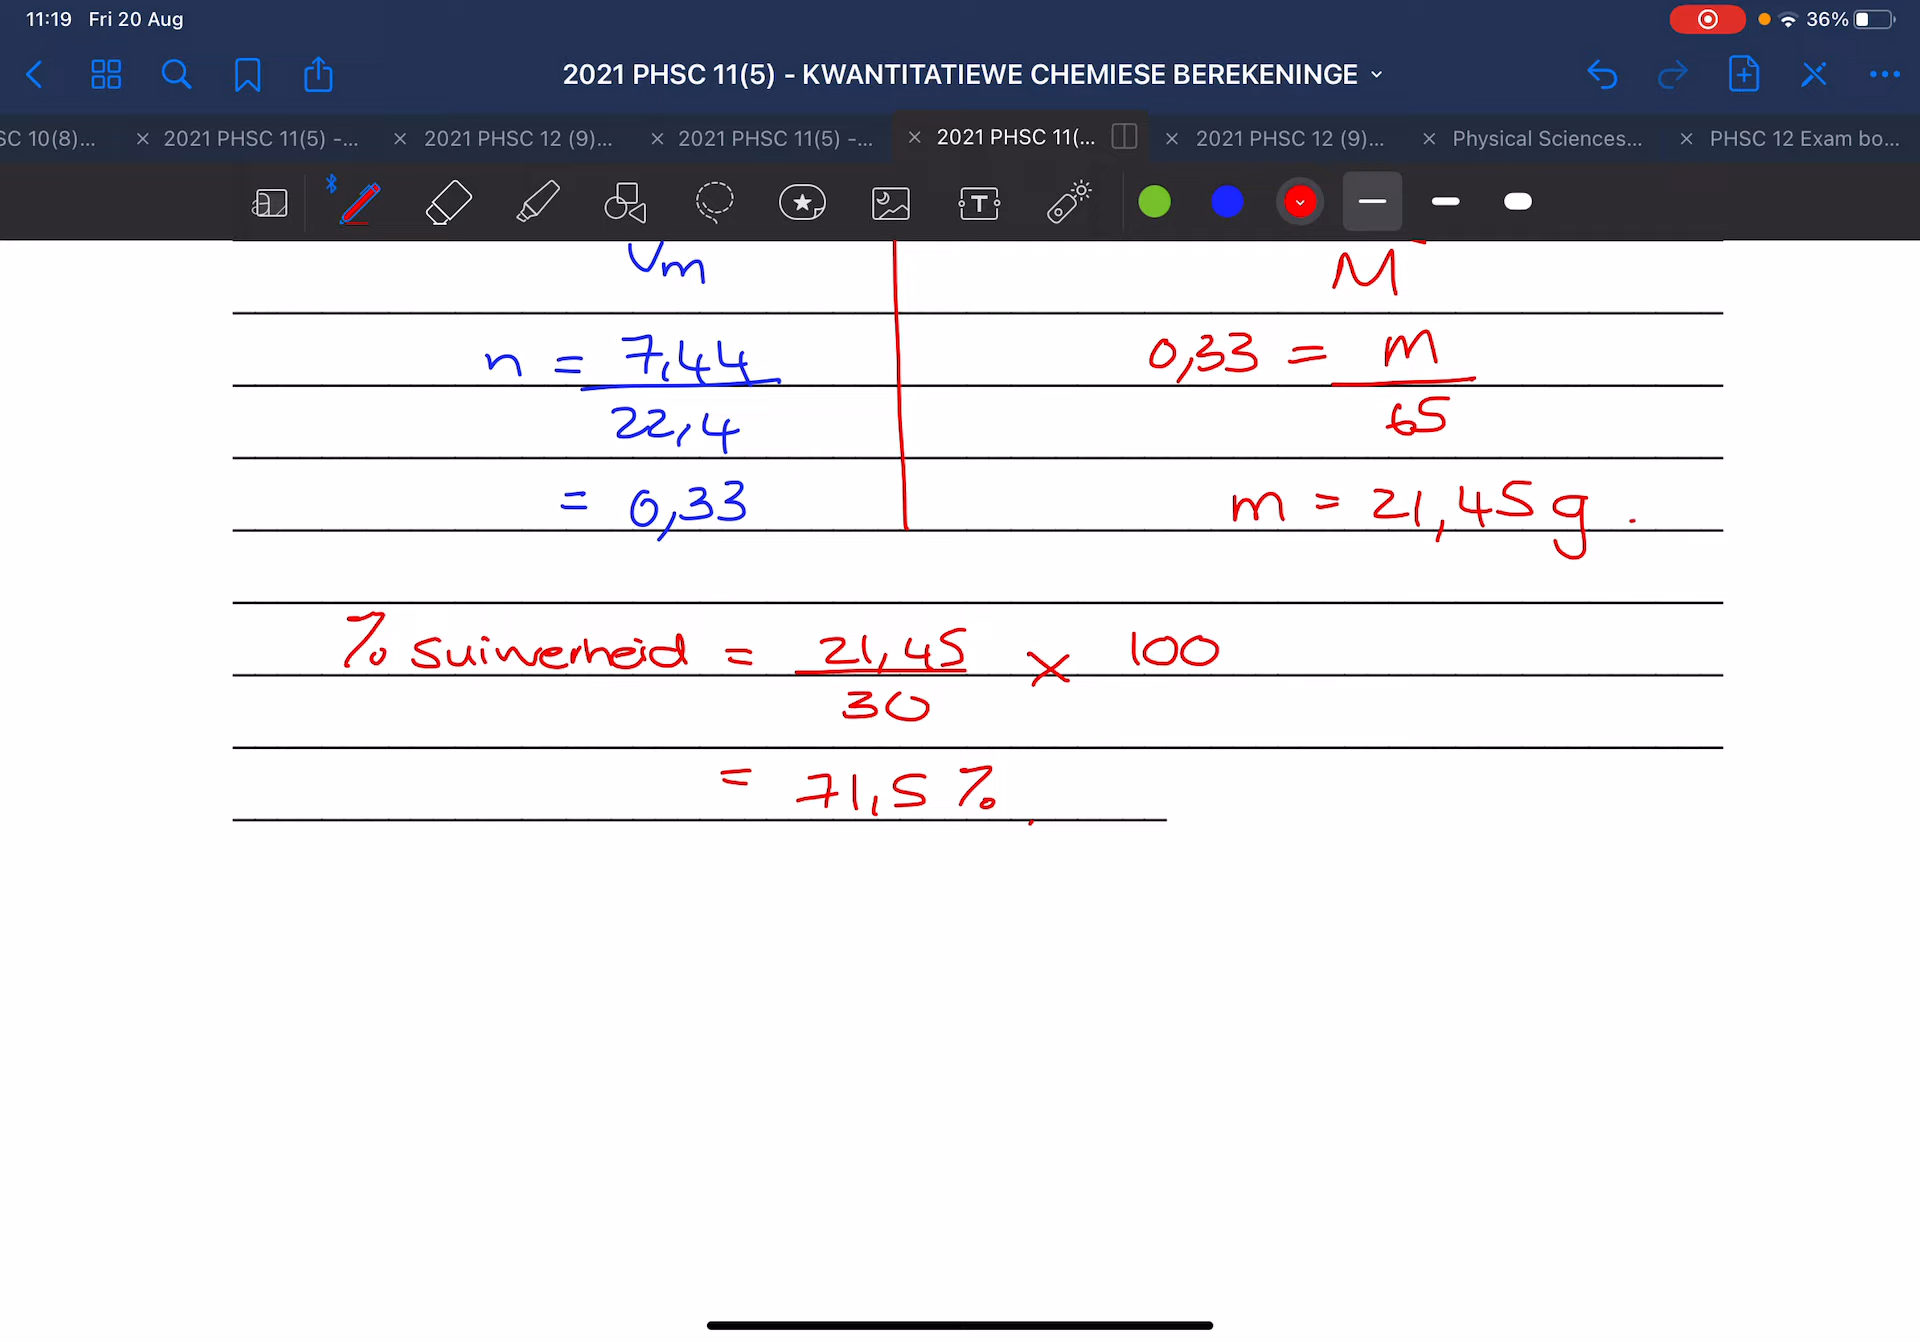 11:19 Fri 20 Aug 36%
2021 PHSC 11(5) - KWANTITATIEWE CHEMIESE BEREKENINGE
SC 10(8)... × 2021 PHSC 11(5) -... × 2021 PHSC 12 (9)... × 2021 PHSC 11(5) -... × 2021 PHSC 11(... × 2021 PHSC 12 (9)... × Physical Sciences... × PHSC 12 Exam bo...
T
Vm
n = 7,44
22,4
= 0,33
M
0,33 = m
65
m = 21,45 g.
% suiwerheid = 21,45 × 100
30
= 71,5 %.